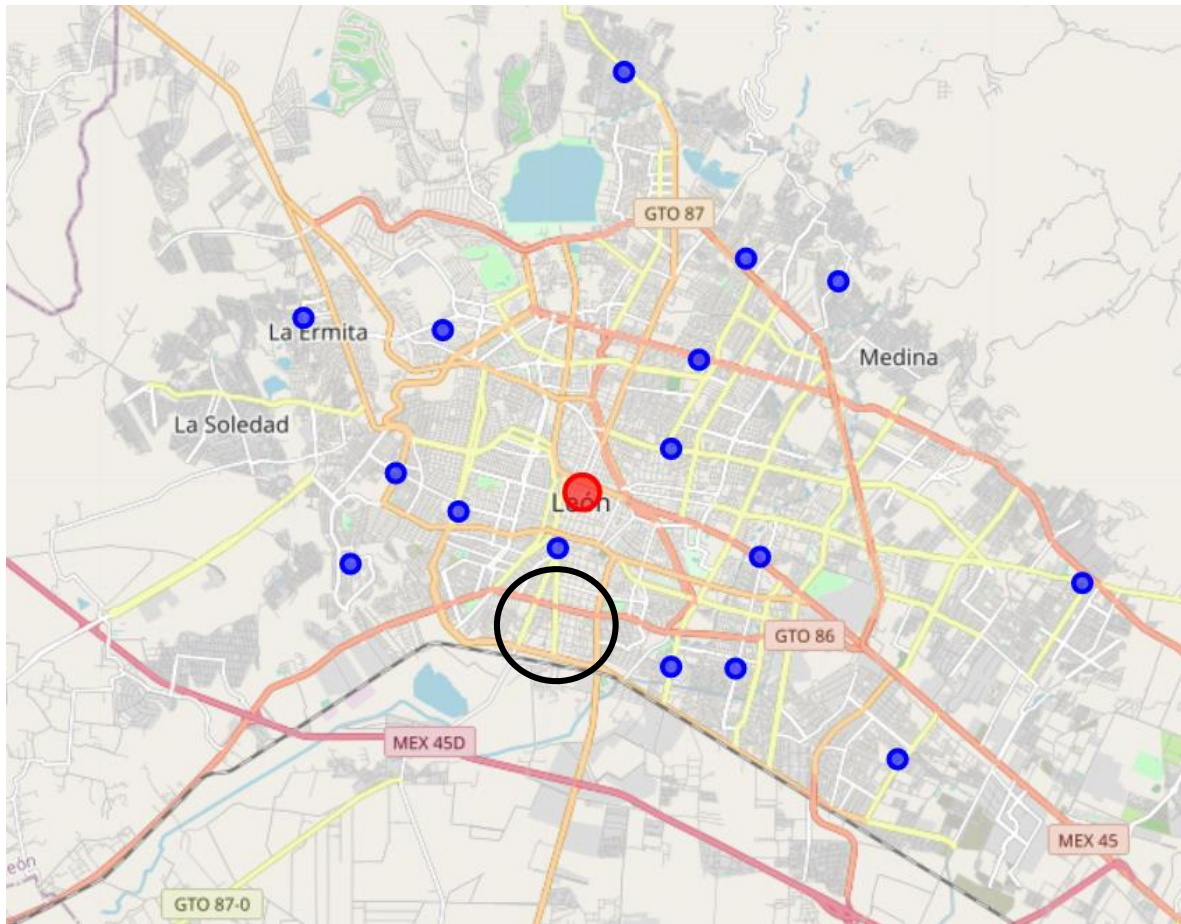 GTO 87
La Ermita
Medina
La Soledad
León
GTO 86
MEX 45D
MEX 45
GTO 87-0